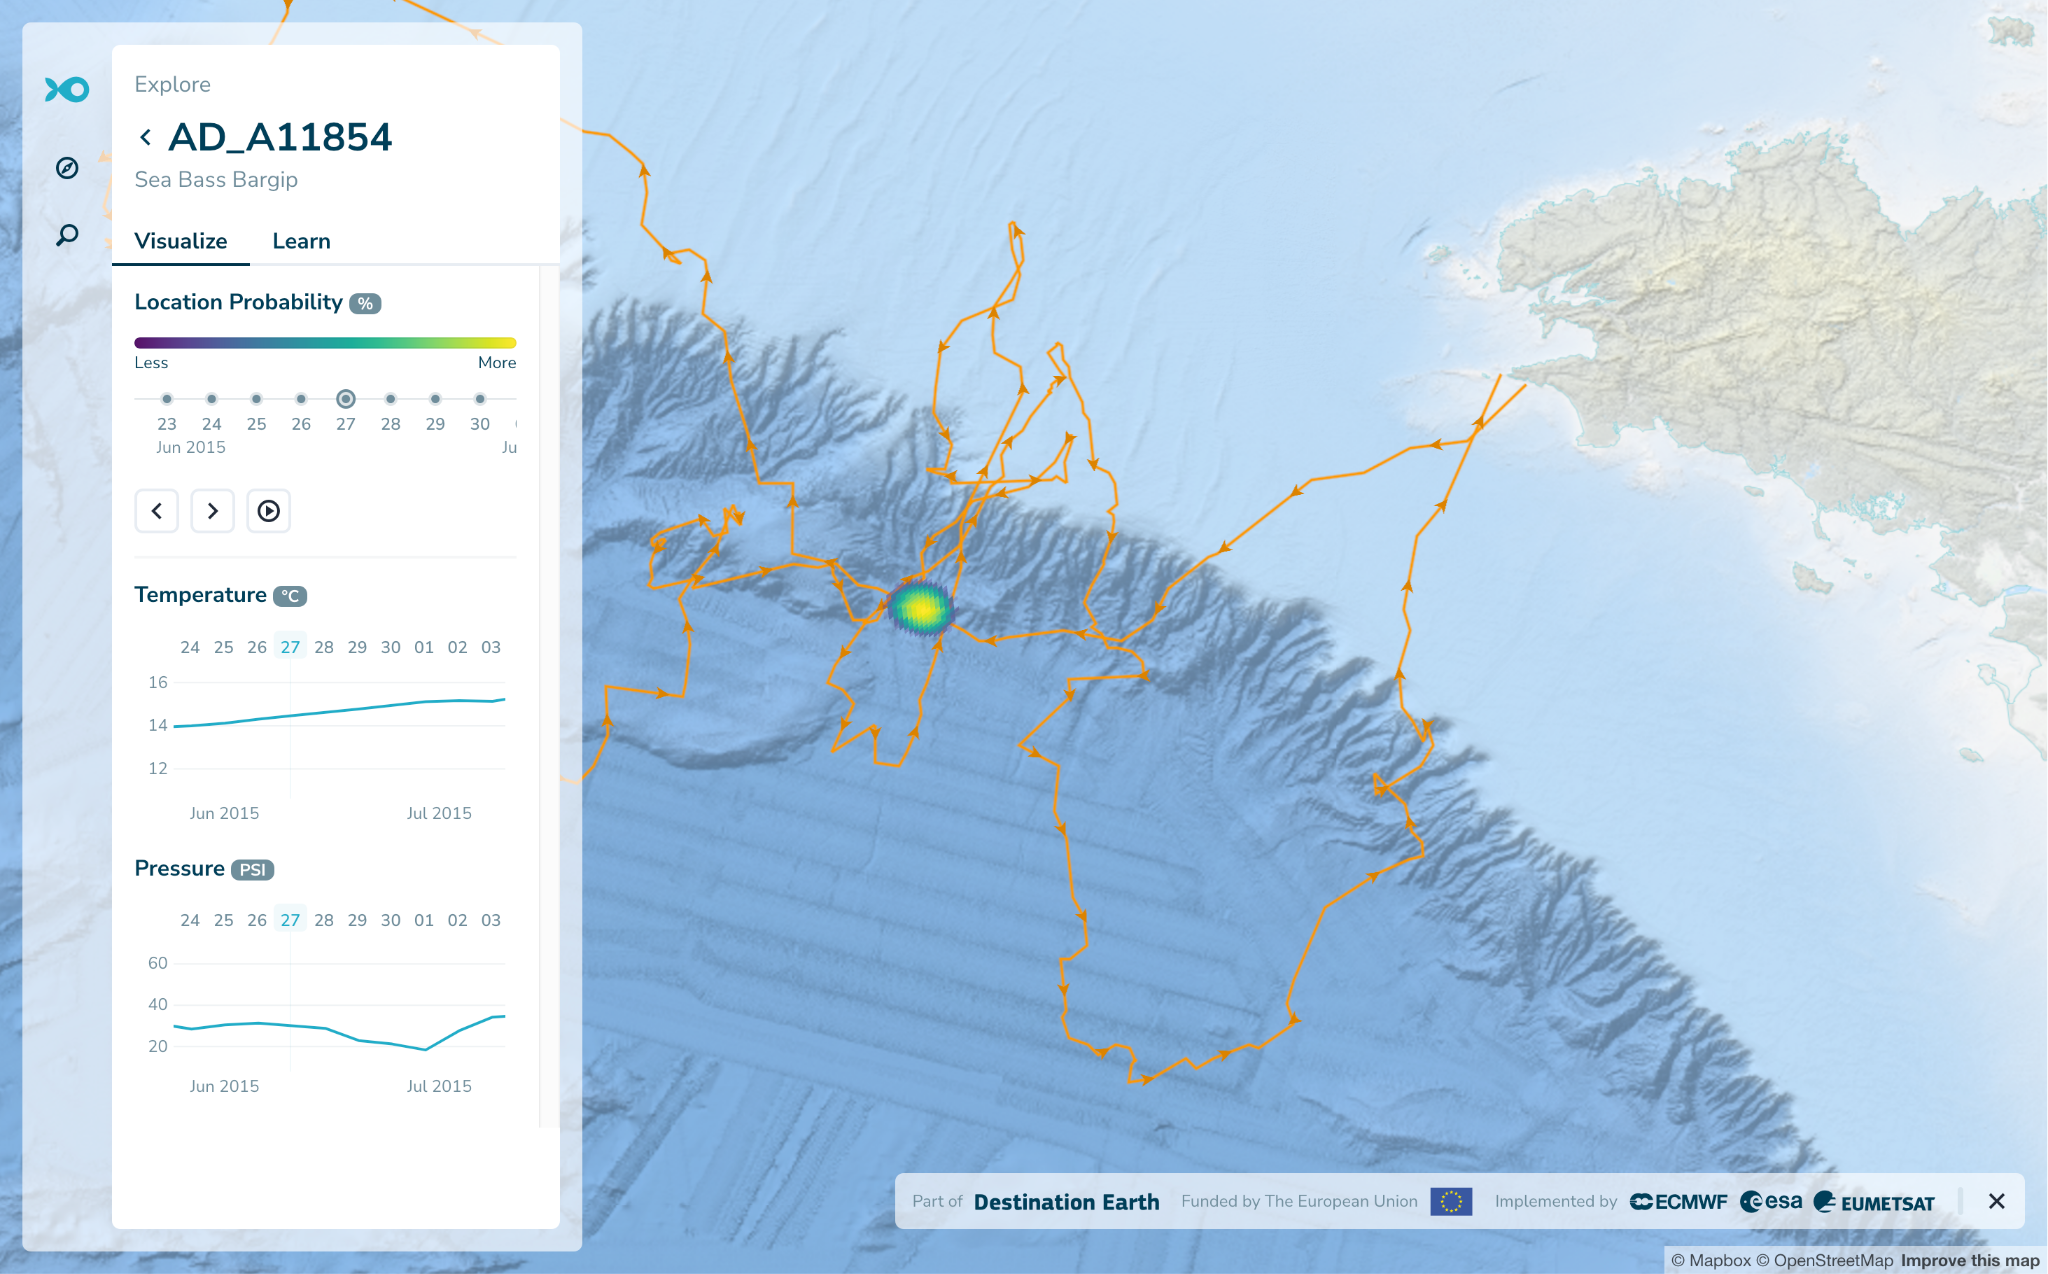 Explore
AD_A11854
Sea Bass Bargip
Visualize Learn
Location Probability %
Less More
23 24 25 26 27 28 29 30
Jun 2015 Ju
Temperature °C
24 25 26 27 28 29 30 01 02 03
16
14
12
Jun 2015 Jul 2015
Pressure PSI
24 25 26 27 28 29 30 01 02 03
60
40
20
Jun 2015 Jul 2015
Part of Destination Earth Funded by The European Union Implemented by ECMWF esa EUMETSAT
© Mapbox © OpenStreetMap Improve this map